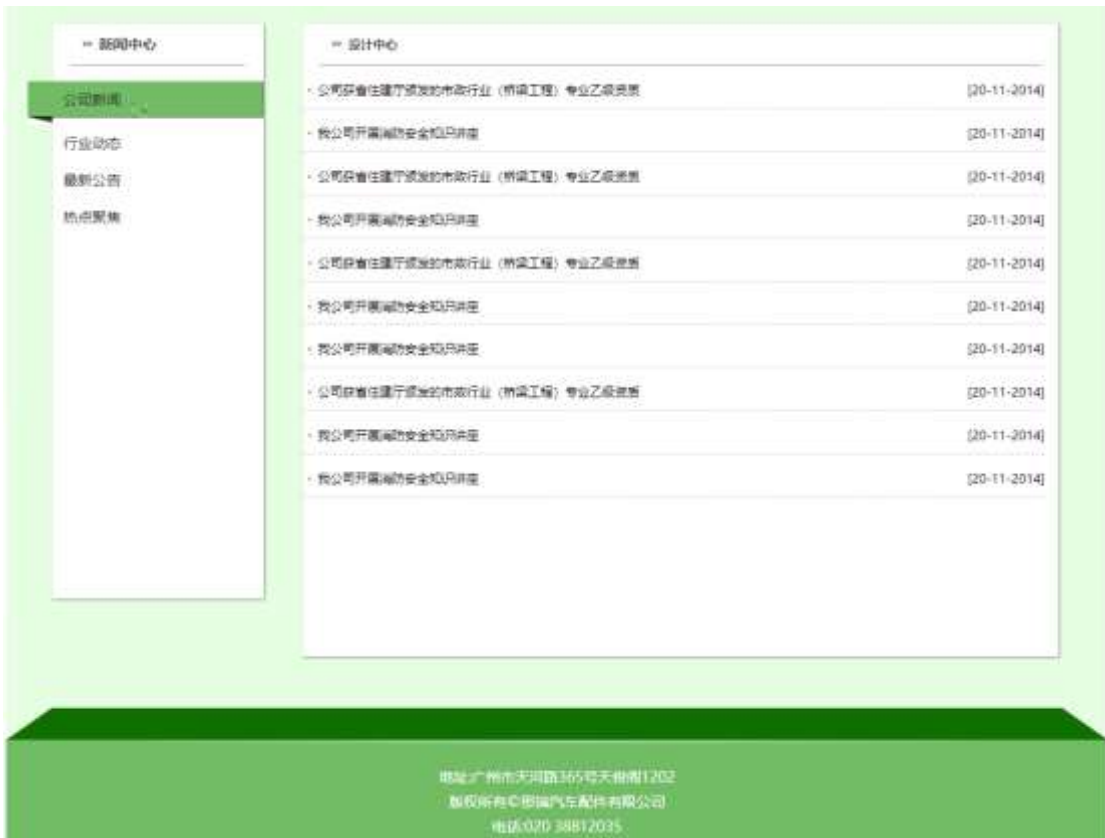 新闻中心
公司新闻
行业动态
最新公告
热点聚焦
设计中心
· 公司获省住建厅颁发的市政行业（桥梁工程）专业乙级资质 [20-11-2014]
· 我公司开展消防安全知识讲座 [20-11-2014]
· 公司获省住建厅颁发的市政行业（桥梁工程）专业乙级资质 [20-11-2014]
· 我公司开展消防安全知识讲座 [20-11-2014]
· 公司获省住建厅颁发的市政行业（桥梁工程）专业乙级资质 [20-11-2014]
· 我公司开展消防安全知识讲座 [20-11-2014]
· 我公司开展消防安全知识讲座 [20-11-2014]
· 公司获省住建厅颁发的市政行业（桥梁工程）专业乙级资质 [20-11-2014]
· 我公司开展消防安全知识讲座 [20-11-2014]
· 我公司开展消防安全知识讲座 [20-11-2014]
地址:广州市天河路365号天俊阁1202
版权所有©汽车配件有限公司
电话:020 38812035